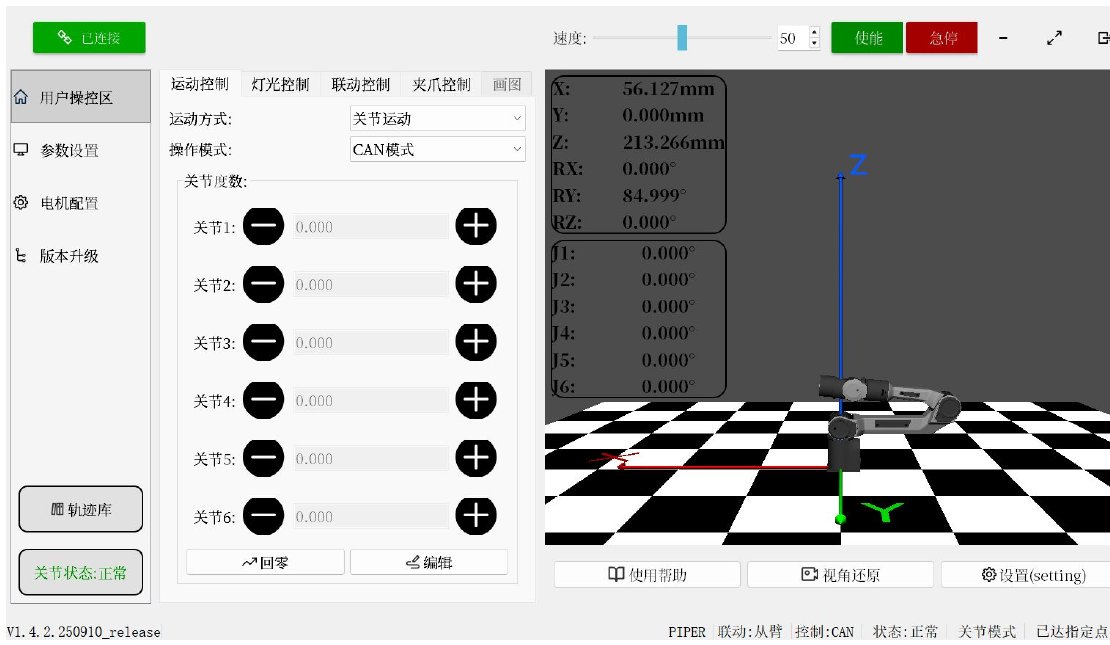 已连接
速度: 50 使能 急停
用户操控区
参数设置
电机配置
版本升级
轨迹库
关节状态:正常
运动控制 灯光控制 联动控制 夹爪控制 画图
运动方式: 关节运动
操作模式: CAN模式
关节度数:
关节1: 0.000
关节2: 0.000
关节3: 0.000
关节4: 0.000
关节5: 0.000
关节6: 0.000
回零 编辑
X: 56.127mm
Y: 0.000mm
Z: 213.266mm
RX: 0.000°
RY: 84.999°
RZ: 0.000°
J1: 0.000°
J2: 0.000°
J3: 0.000°
J4: 0.000°
J5: 0.000°
J6: 0.000°
Z
X
Y
使用帮助 视角还原 设置(setting)
V1.4.2.250910_release
PIPER 联动:从臂 控制:CAN 状态:正常 关节模式 已达指定点